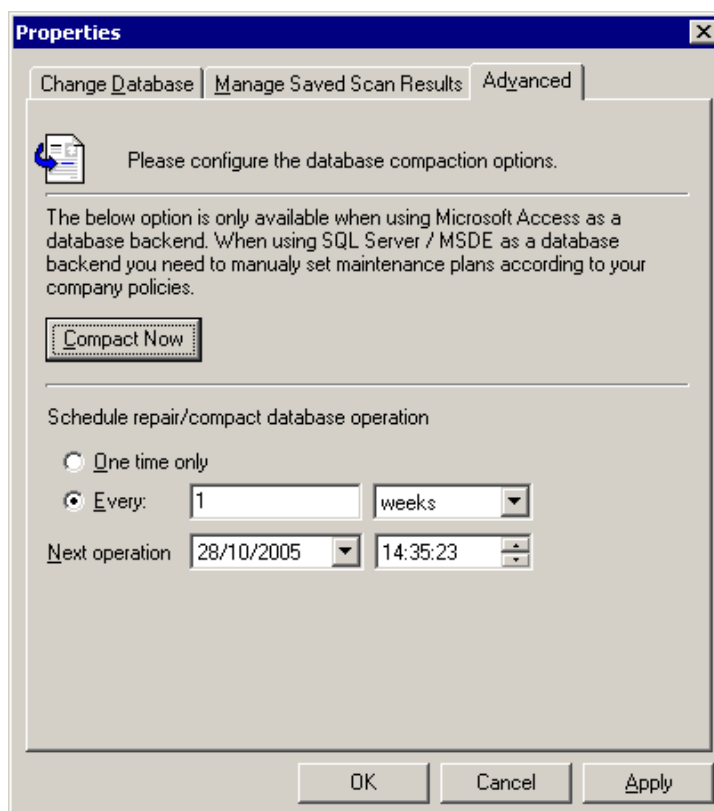 Properties
Change Database
Manage Saved Scan Results
Advanced
Please configure the database compaction options.
The below option is only available when using Microsoft Access as a
database backend. When using SQL Server / MSDE as a database
backend you need to manualy set maintenance plans according to your
company policies.
Compact Now
Schedule repair/compact database operation
One time only
Every: 1 weeks
Next operation 28/10/2005 14:35:23
OK Cancel Apply